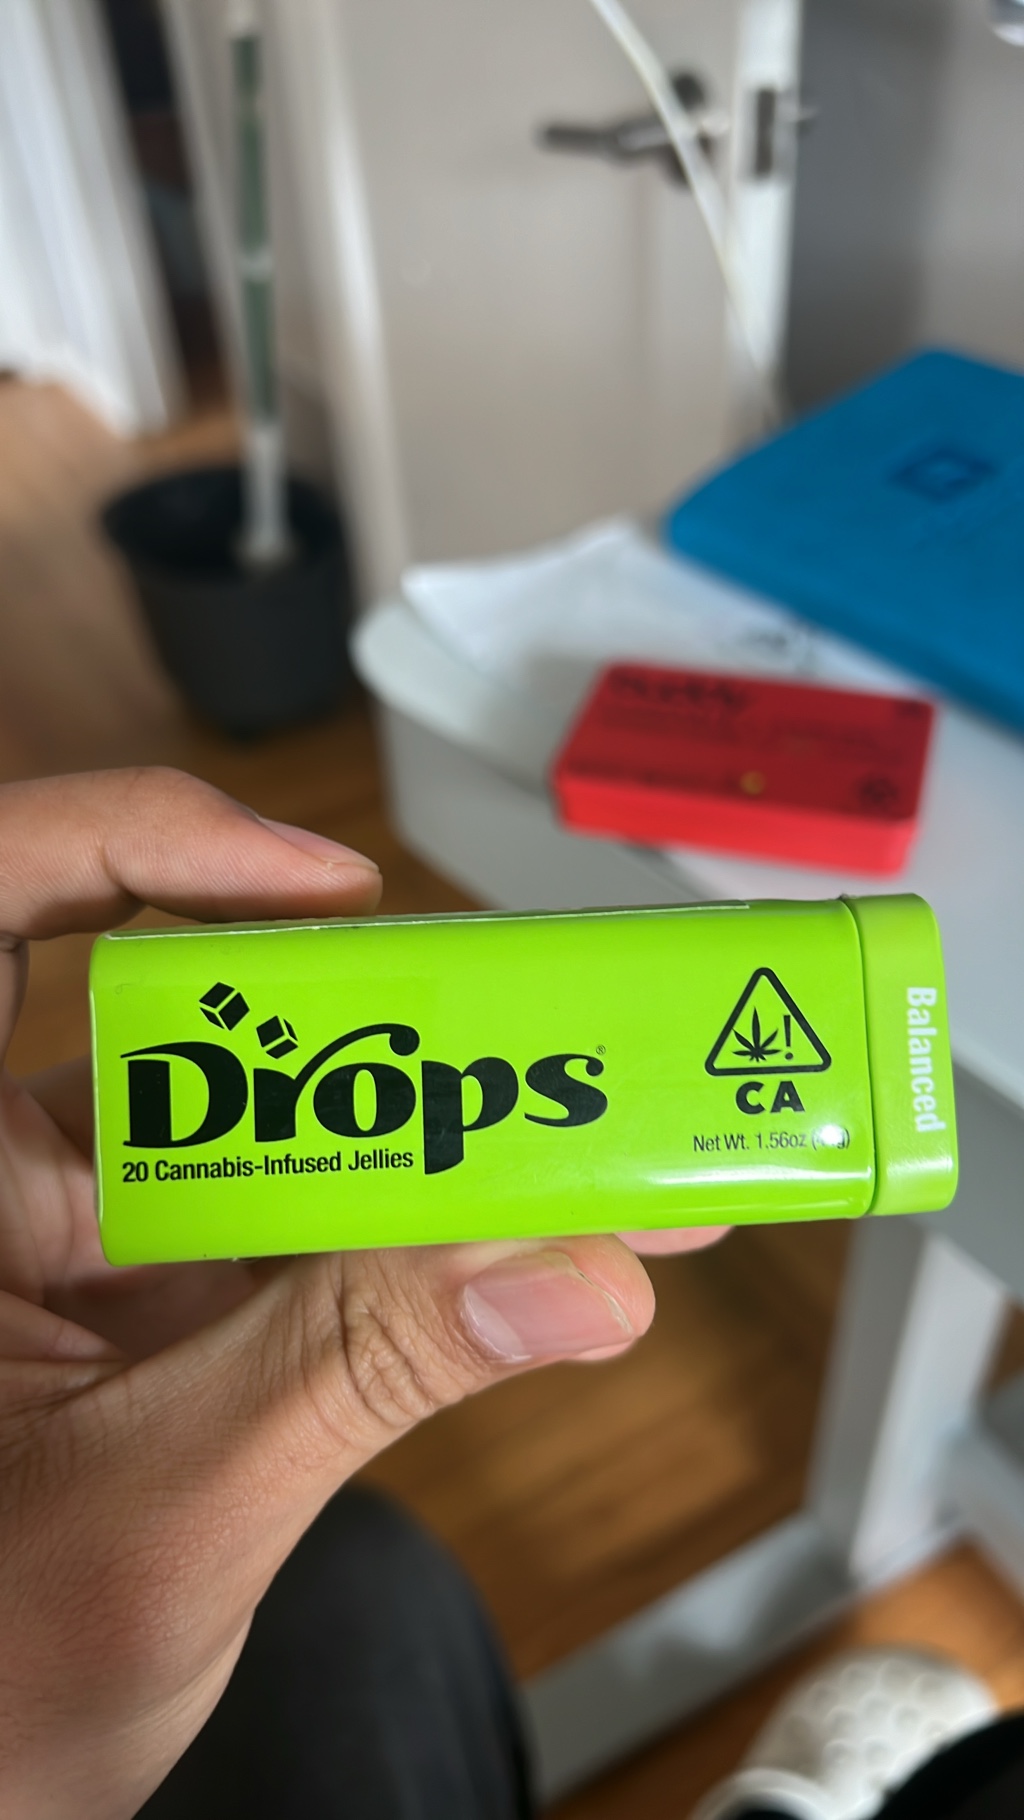 Drops®
20 Cannabis-Infused Jellies
!
CA
Net Wt. 1.56oz
Balanced